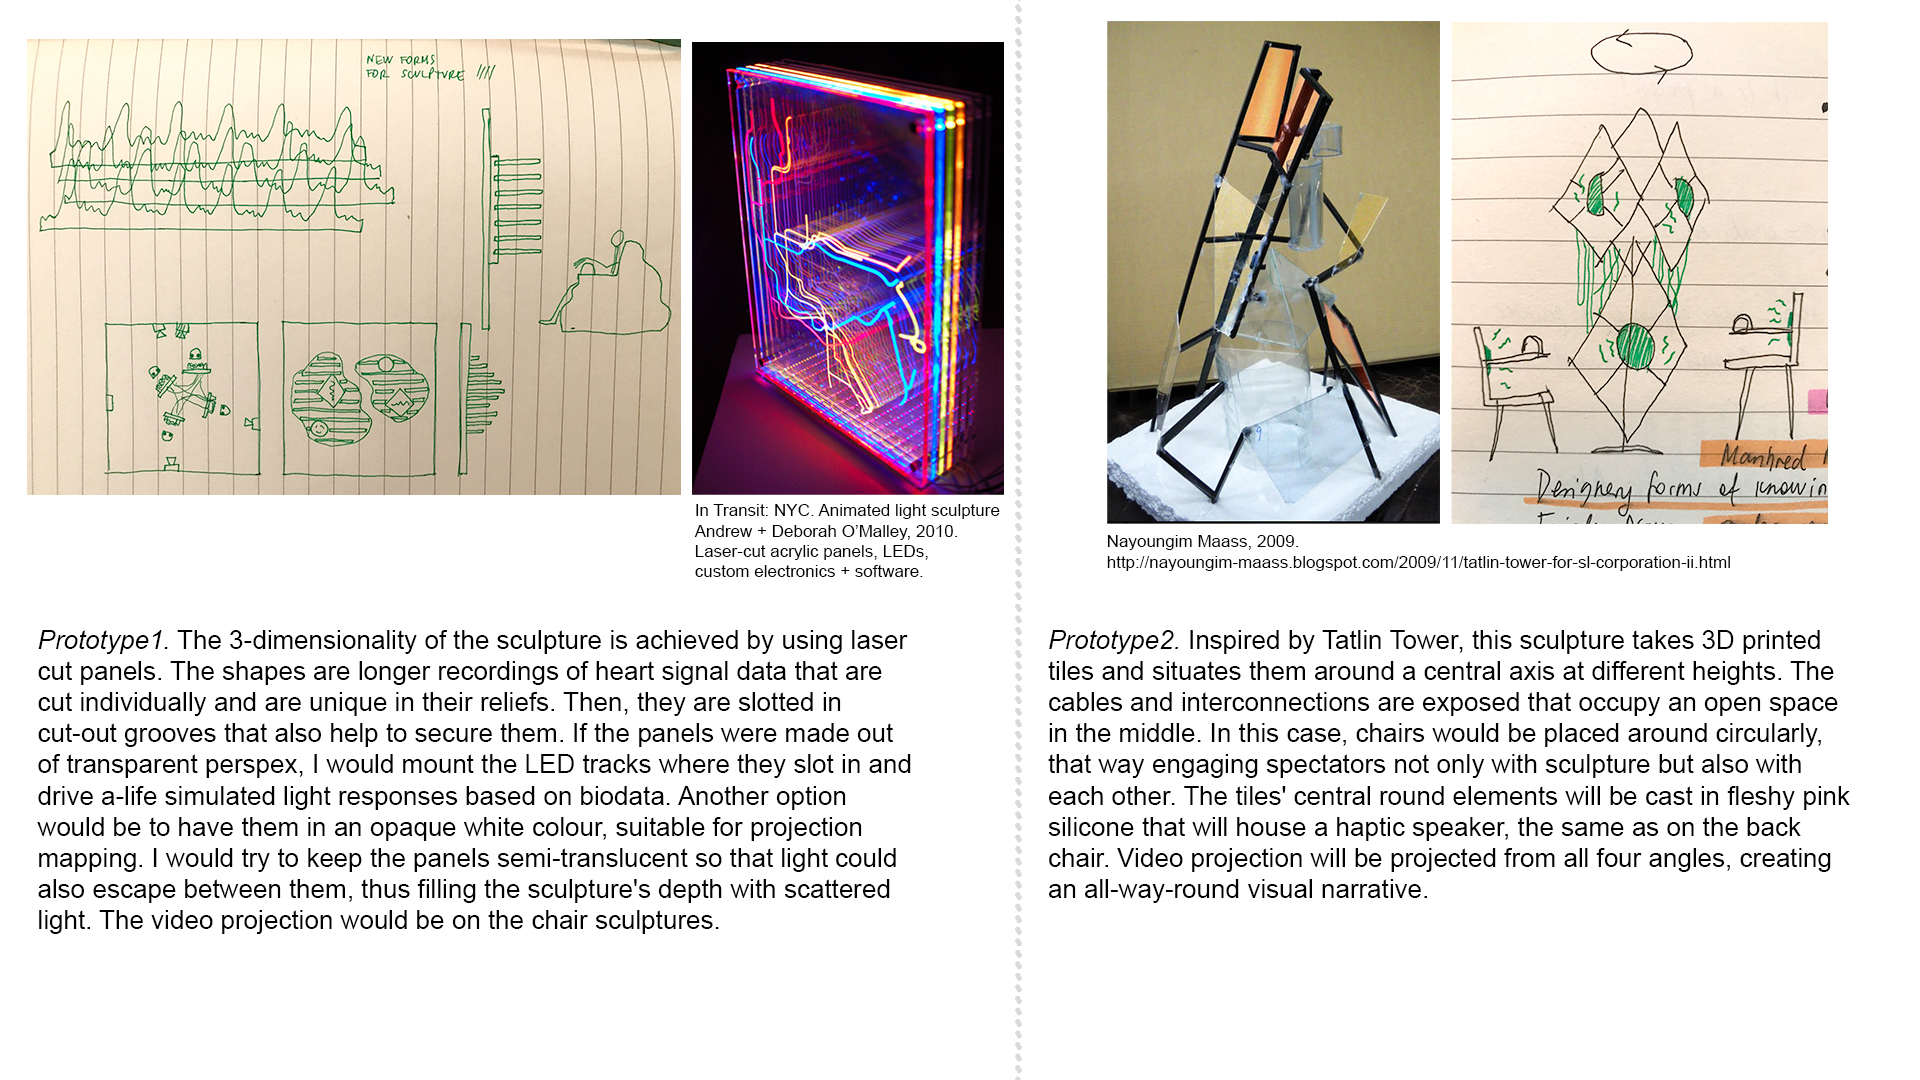 NEW FORMS
FOR SCULPTURE ////
In Transit: NYC. Animated light sculpture
Andrew + Deborah O’Malley, 2010.
Laser-cut acrylic panels, LEDs,
custom electronics + software.
Prototype1. The 3-dimensionality of the sculpture is achieved by using laser
cut panels. The shapes are longer recordings of heart signal data that are
cut individually and are unique in their reliefs. Then, they are slotted in
cut-out grooves that also help to secure them. If the panels were made out
of transparent perspex, I would mount the LED tracks where they slot in and
drive a-life simulated light responses based on biodata. Another option
would be to have them in an opaque white colour, suitable for projection
mapping. I would try to keep the panels semi-translucent so that light could
also escape between them, thus filling the sculpture's depth with scattered
light. The video projection would be on the chair sculptures.
Manfred
Designery forms of knowin
Nayoungim Maass, 2009.
http://nayoungim-maass.blogspot.com/2009/11/tatlin-tower-for-sl-corporation-ii.html
Prototype2. Inspired by Tatlin Tower, this sculpture takes 3D printed
tiles and situates them around a central axis at different heights. The
cables and interconnections are exposed that occupy an open space
in the middle. In this case, chairs would be placed around circularly,
that way engaging spectators not only with sculpture but also with
each other. The tiles' central round elements will be cast in fleshy pink
silicone that will house a haptic speaker, the same as on the back
chair. Video projection will be projected from all four angles, creating
an all-way-round visual narrative.